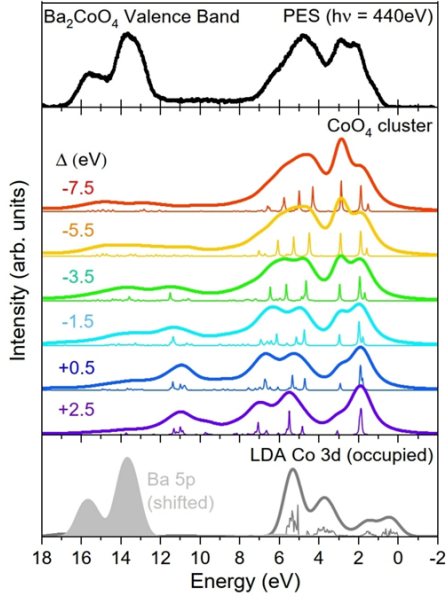 Ba₂CoO₄ Valence Band PES (hν = 440eV)
CoO₄ cluster
Δ (eV)
-7.5
-5.5
-3.5
-1.5
+0.5
+2.5
Intensity (arb. units)
LDA Co 3d (occupied)
Ba 5p
(shifted)
18 16 14 12 10 8 6 4 2 0 -2
Energy (eV)